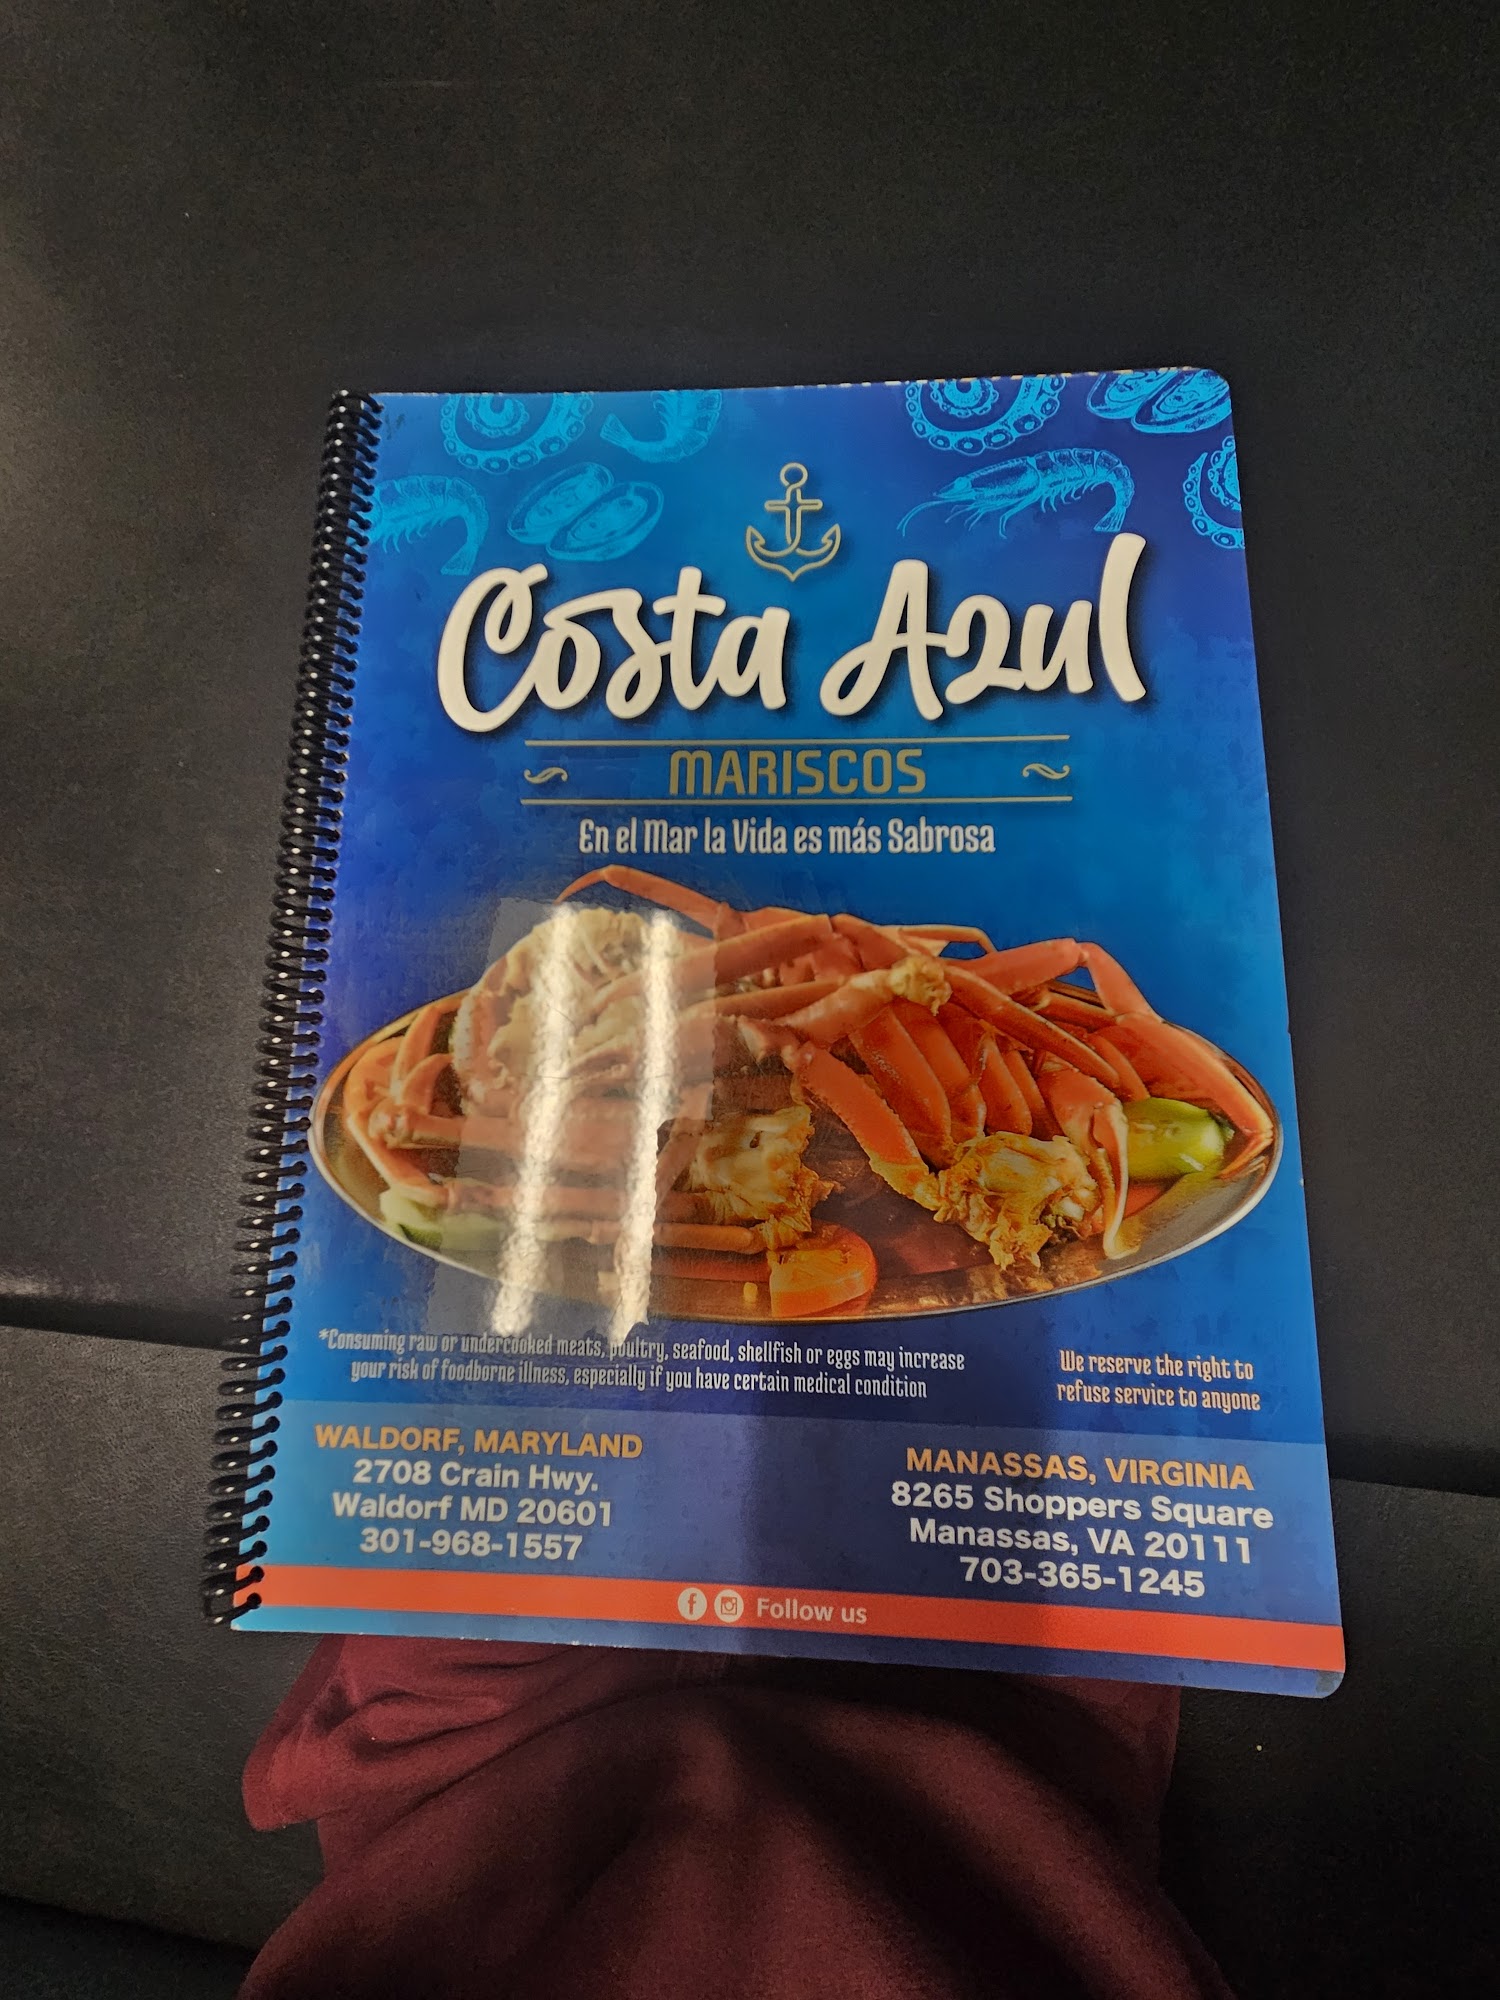 Costa Azul
MARISCOS
En el Mar la Vida es más Sabrosa
*Consuming raw or undercooked meats, poultry, seafood, shellfish or eggs may increase
your risk of foodborne illness, especially if you have certain medical condition
We reserve the right to
refuse service to anyone
WALDORF, MARYLAND
2708 Crain Hwy.
Waldorf MD 20601
301-968-1557
MANASSAS, VIRGINIA
8265 Shoppers Square
Manassas, VA 20111
703-365-1245
Follow us